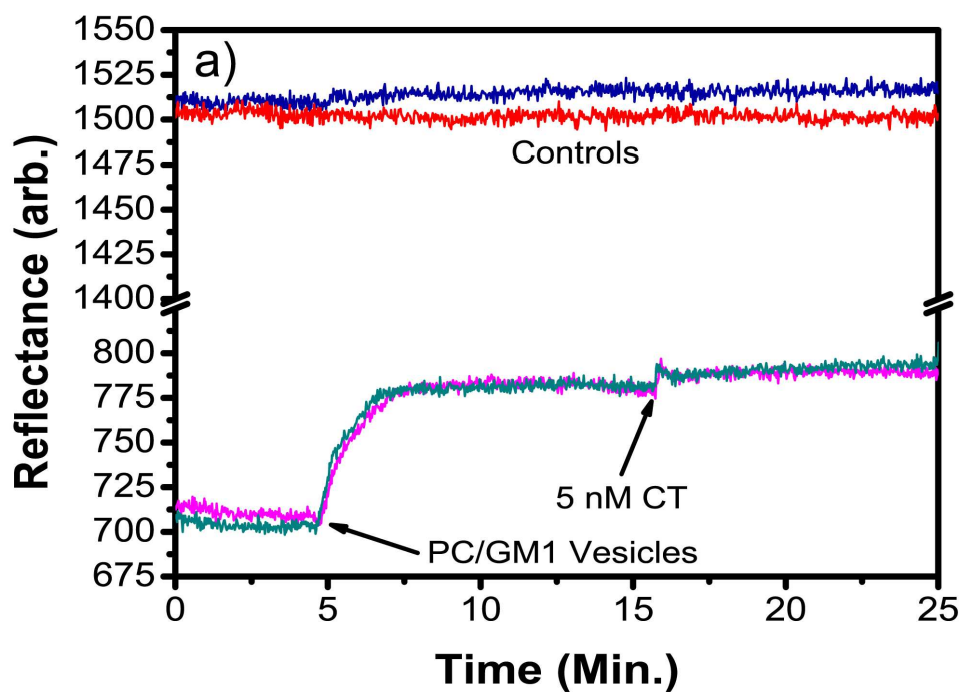 a)
Reflectance (arb.)
1550
1525
1500
1475
1450
1425
1400
800
775
750
725
700
675
Controls
5 nM CT
PC/GM1 Vesicles
0 5 10 15 20 25
Time (Min.)